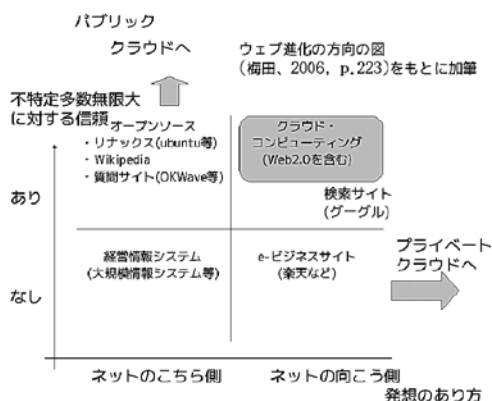 パブリック
クラウドへ
ウェブ進化の方向の図
(梅田、2006, p.223)をもとに加筆
不特定多数無限大
に対する信頼
オープンソース
・リナックス(ubuntu等)
・Wikipedia
・質問サイト(OKWave等)
クラウド・
コンピューティング
(Web2.0を含む)
検索サイト
(グーグル)
あり
経営情報システム
(大規模情報システム等)
e-ビジネスサイト
(楽天など)
プライベート
クラウドへ
なし
ネットのこちら側
ネットの向こう側
発想のあり方